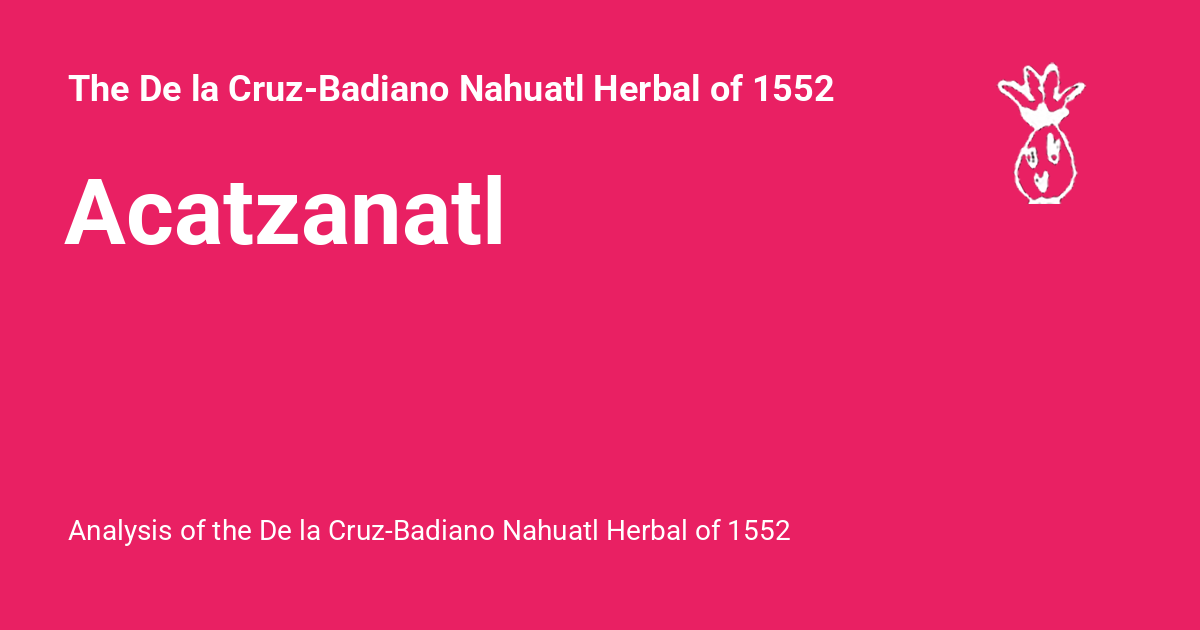 The De la Cruz-Badiano Nahuatl Herbal of 1552
Acatzanatl
Analysis of the De la Cruz-Badiano Nahuatl Herbal of 1552